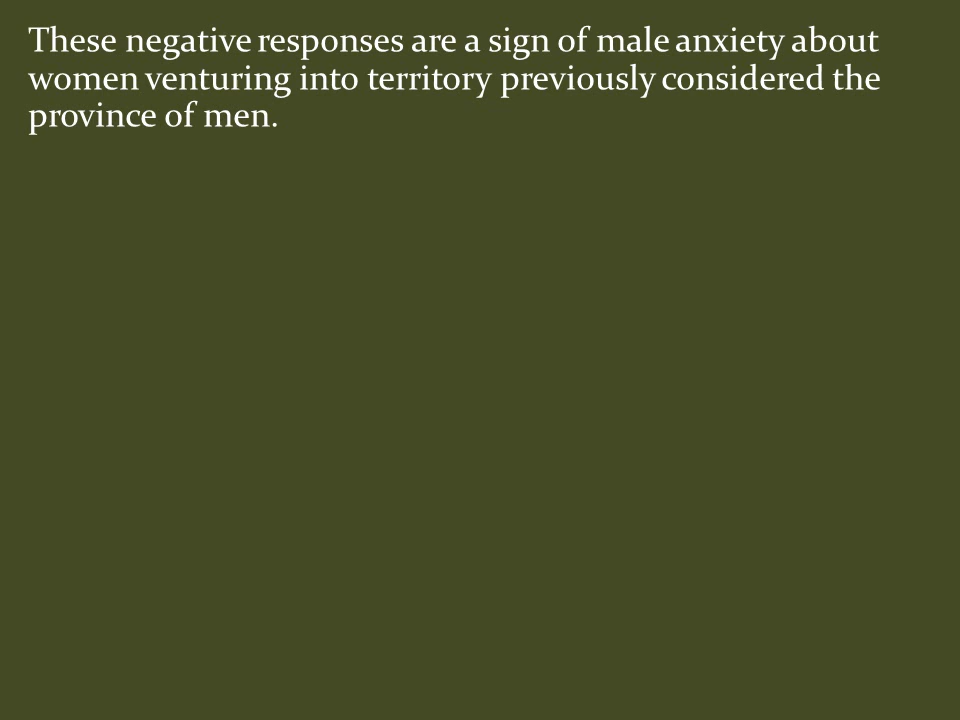 These negative responses are a sign of male anxiety about
women venturing into territory previously considered the
province of men.